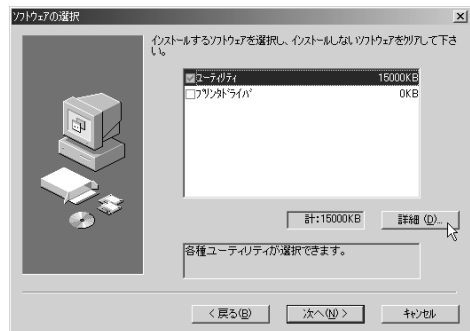 ソフトウェアの選択
インストールするソフトウェアを選択し、インストールしないソフトウェアをクリアして下さ
い。
ユーティリティ 15000KB
プリンタドライバ 0KB
計:15000KB
詳細 (D)...
各種ユーティリティが選択できます。
< 戻る(B)
次へ(N) >
キャンセル